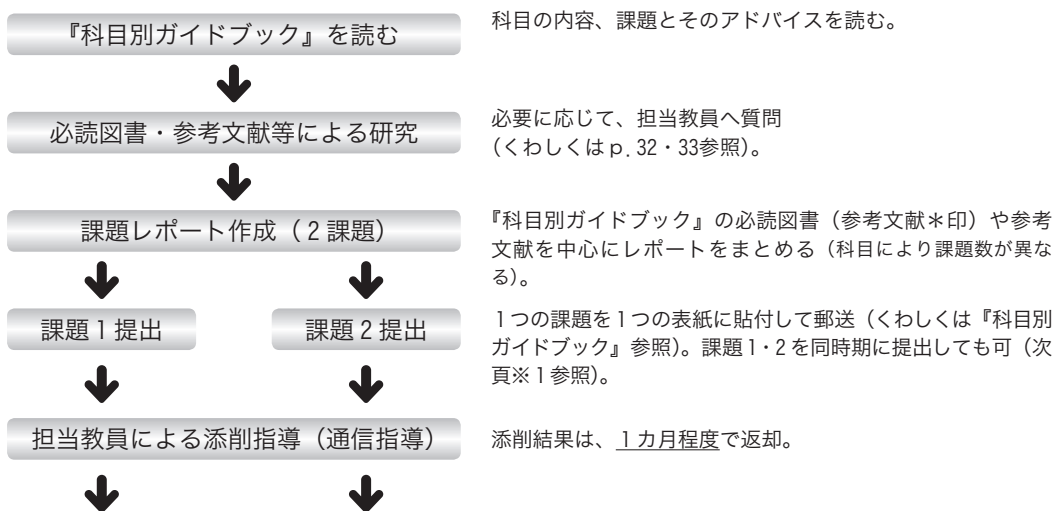 『科目別ガイドブック』を読む
科目の内容、課題とそのアドバイスを読む。
必読図書・参考文献等による研究
必要に応じて、担当教員へ質問
(くわしくはp.32・33参照)。
課題レポート作成(2課題)
『科目別ガイドブック』の必読図書(参考文献＊印)や参考
文献を中心にレポートをまとめる(科目により課題数が異な
る)。
課題1提出
課題2提出
1つの課題を1つの表紙に貼付して郵送(くわしくは『科目別
ガイドブック』参照)。課題1・2を同時期に提出しても可(次
頁※1参照)。
担当教員による添削指導(通信指導)
添削結果は、1カ月程度で返却。